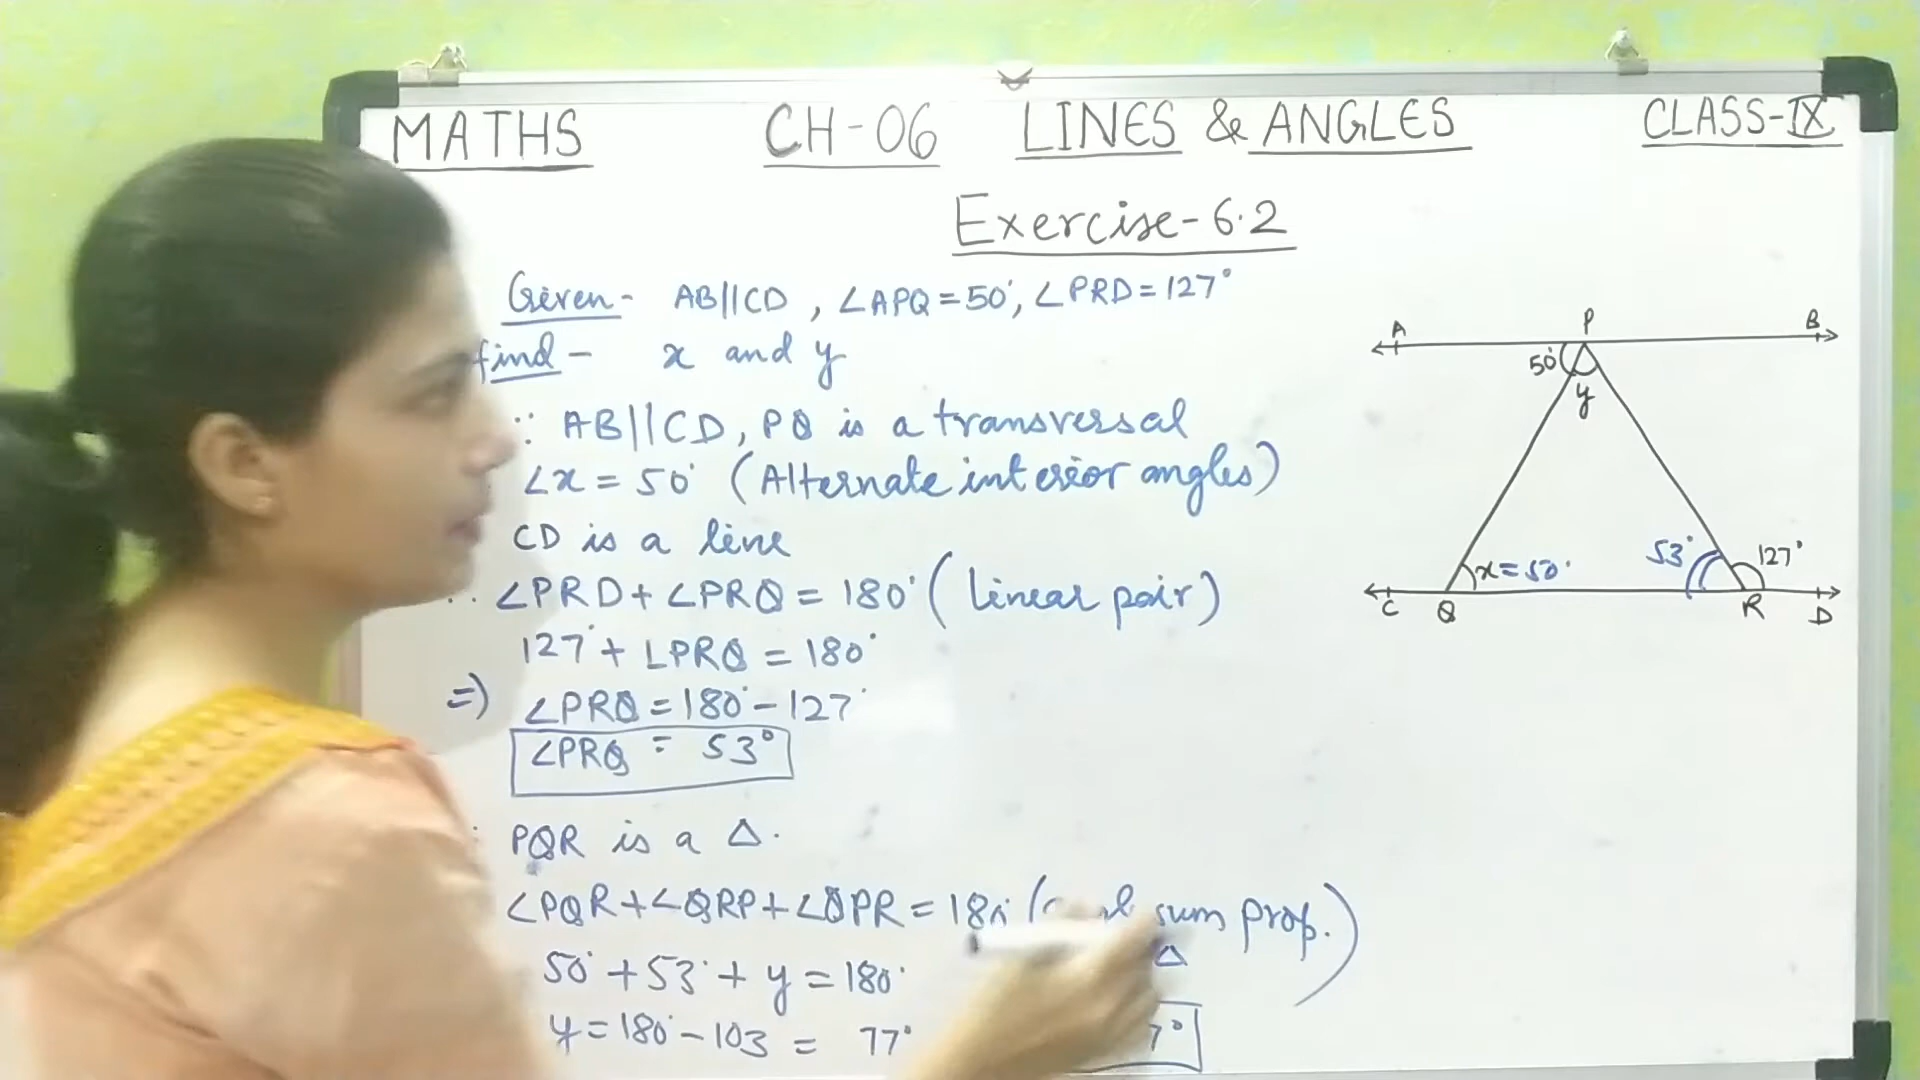 MATHS CH-06 LINES & ANGLES CLASS-IX
Exercise-6.2
Given - AB||CD, ∠APQ = 50°, ∠PRD = 127°
find - x and y
∵ AB||CD, PQ is a transversal
∠x = 50° (Alternate interior angles)
CD is a line
∴ ∠PRD + ∠PRQ = 180° (linear pair)
127° + ∠PRQ = 180°
=) ∠PRQ = 180° - 127°
∠PRQ = 53°
PQR is a Δ.
∠PQR + ∠QRP + ∠QPR = 180° ( sum prop.)
Δ
50° + 53° + y = 180°
y = 180° - 103 = 77°
7°
A P B
50°
y
x = 50° 53° 127°
C Q R D